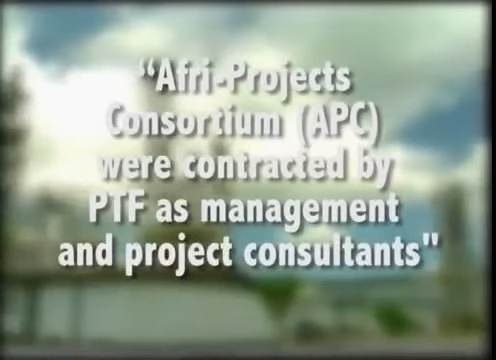 “Afri-Projects
Consortium (APC)
were contracted by
PTF as management
and project consultants"